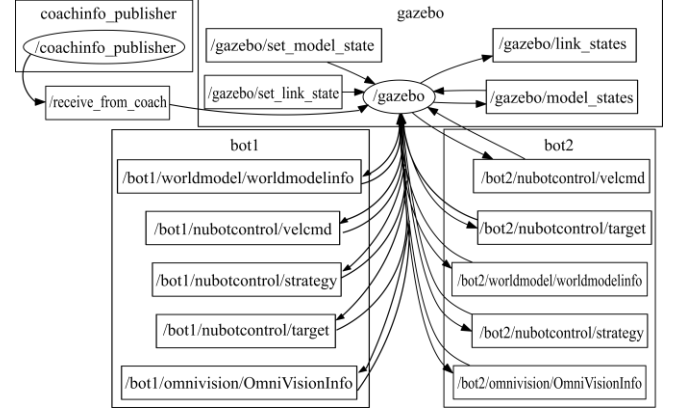 coachinfo_publisher
/coachinfo_publisher
/receive_from_coach
gazebo
/gazebo/set_model_state
/gazebo/set_link_state
/gazebo
/gazebo/link_states
/gazebo/model_states
bot1
/bot1/worldmodel/worldmodelinfo
/bot1/nubotcontrol/velcmd
/bot1/nubotcontrol/strategy
/bot1/nubotcontrol/target
/bot1/omnivision/OmniVisionInfo
bot2
/bot2/nubotcontrol/velcmd
/bot2/nubotcontrol/target
/bot2/worldmodel/worldmodelinfo
/bot2/nubotcontrol/strategy
/bot2/omnivision/OmniVisionInfo